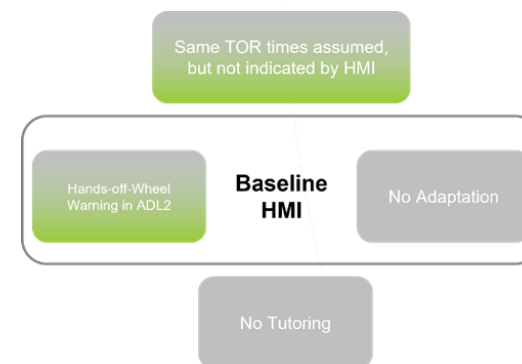 Same TOR times assumed,
but not indicated by HMI
Hands-off-Wheel
Warning in ADL2
Baseline
HMI
No Adaptation
No Tutoring